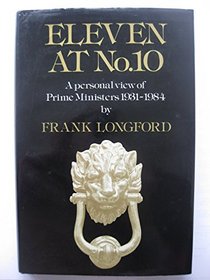 ELEVEN
AT No.10
A personal view of
Prime Ministers 1931-1984
by
FRANK LONGFORD